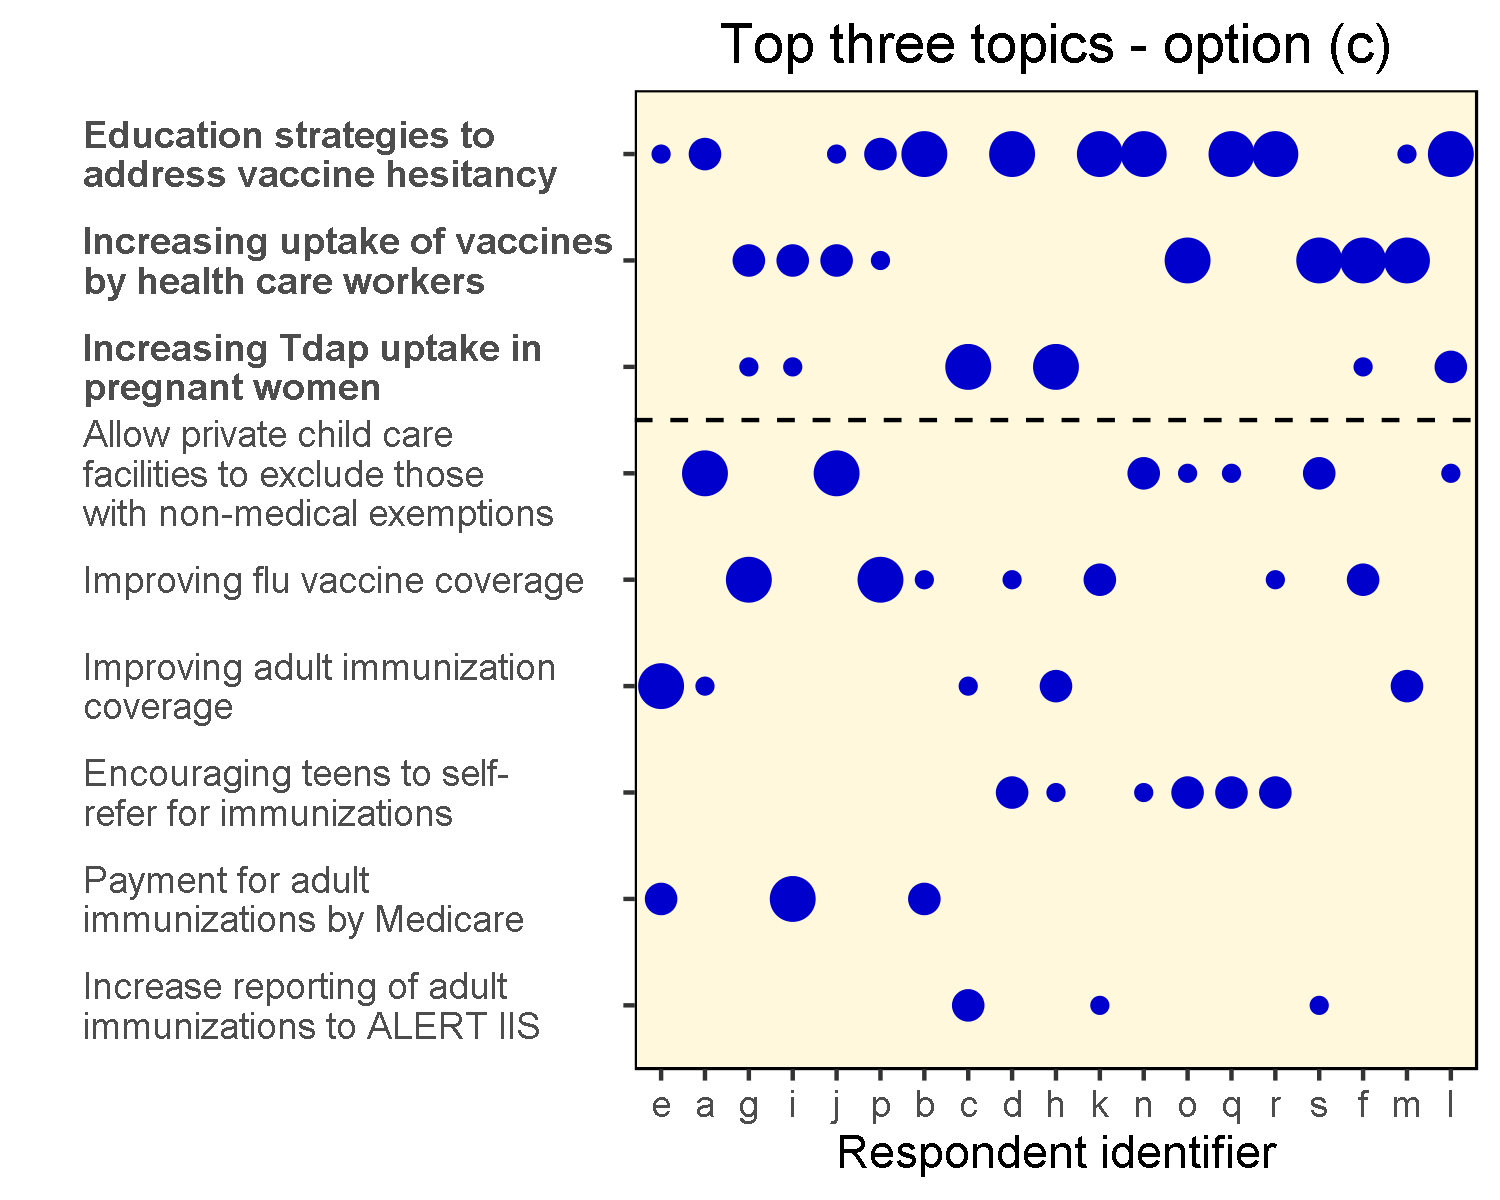 Top three topics - option (c)
Education strategies to
address vaccine hesitancy
Increasing uptake of vaccines
by health care workers
Increasing Tdap uptake in
pregnant women
Allow private child care
facilities to exclude those
with non-medical exemptions
Improving flu vaccine coverage
Improving adult immunization
coverage
Encouraging teens to self-
refer for immunizations
Payment for adult
immunizations by Medicare
Increase reporting of adult
immunizations to ALERT IIS
e a g i j p b c d h k n o q r s f m l
Respondent identifier